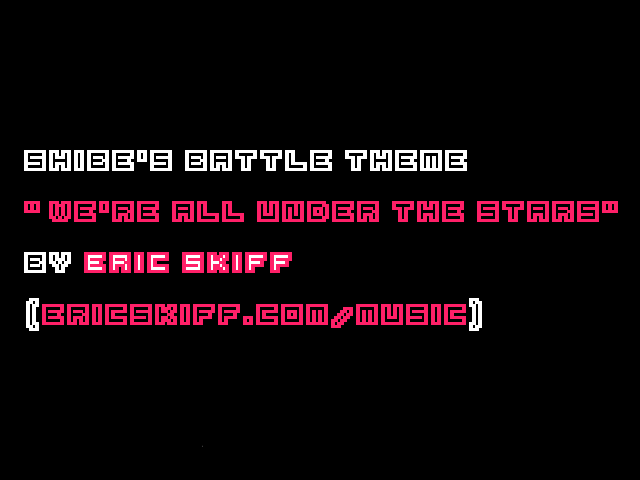 SHIBE'S BATTLE THEME
"WE'RE ALL UNDER THE STARS"
BY ERIC SKIFF
(ERICSKIFF.COM/MUSIC)